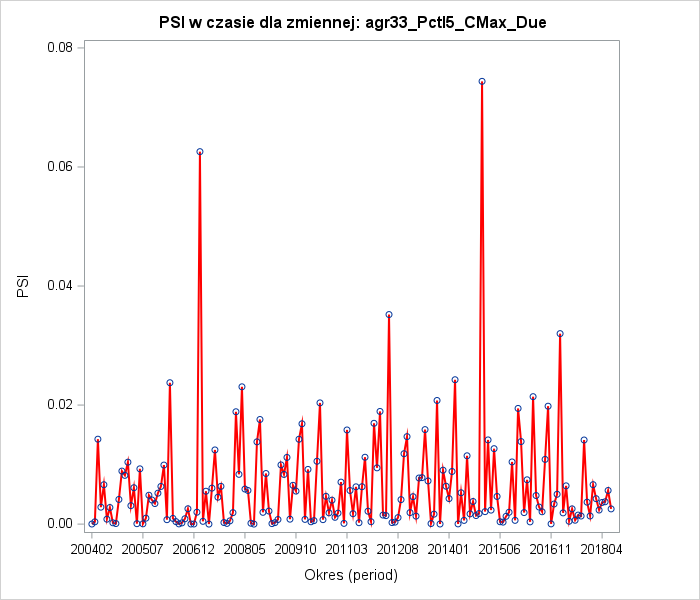 PSI w czasie dla zmiennej: agr33_Pctl5_CMax_Due
0.08
0.06
0.04
0.02
0.00
PSI
200402 200507 200612 200805 200910 201103 201208 201401 201506 201611 201804
Okres (period)